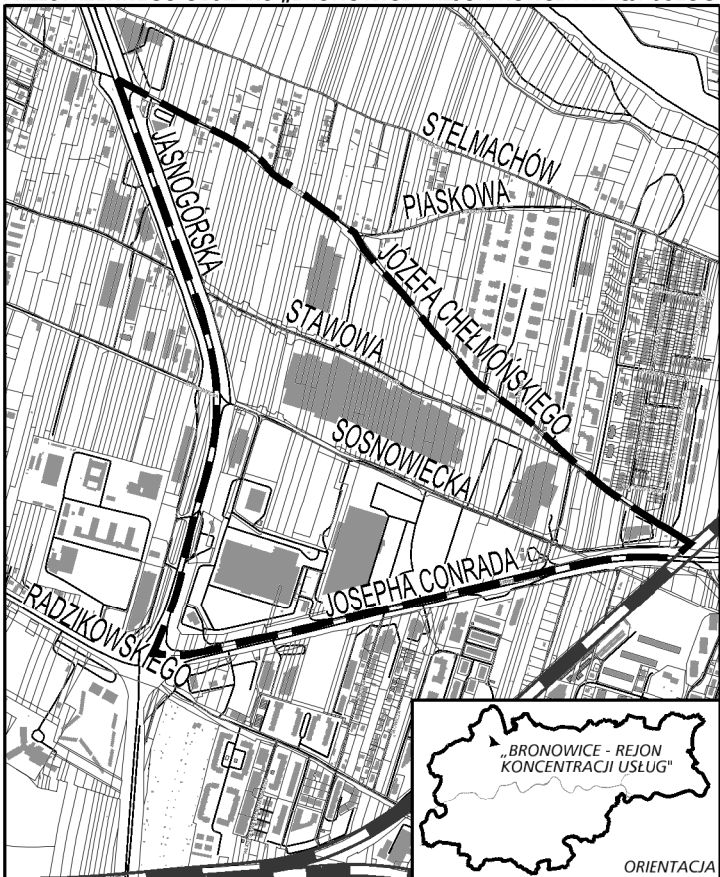 STELMACHÓW
PIASKOWA
JASNOGÓRSKA
JÓZEFA CHEŁMOŃSKIEGO
STAWOWA
SOSNOWIECKA
JOSEPHA CONRADA
RADZIKOWSKIEGO
„BRONOWICE - REJON
KONCENTRACJI USŁUG"
ORIENTACJA